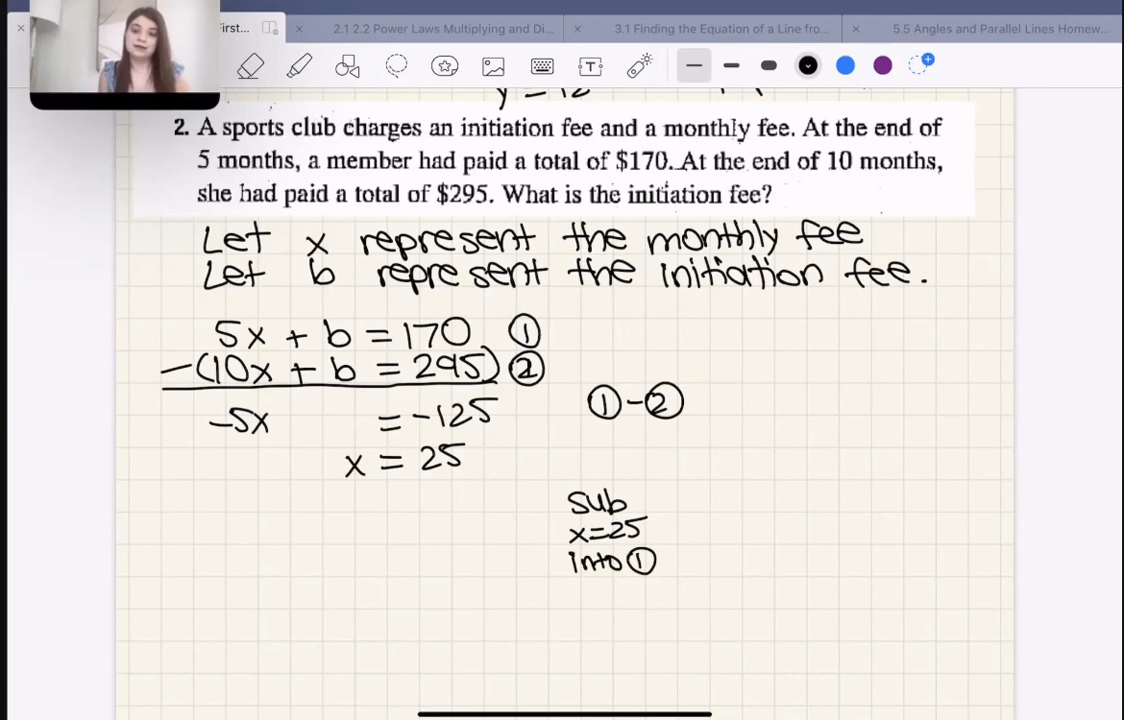 irst...
2.1 2.2 Power Laws Multiplying and Di...
3.1 Finding the Equation of a Line fro...
5.5 Angles and Parallel Lines Homew...
2. A sports club charges an initiation fee and a monthly fee. At the end of
5 months, a member had paid a total of $170. At the end of 10 months,
she had paid a total of $295. What is the initiation fee?
Let x represent the monthly fee
Let b represent the initiation fee.
5x + b = 170 ①
-(10x + b = 295) ②
-5x = -125 ①-②
x = 25
sub
x=25
into ①